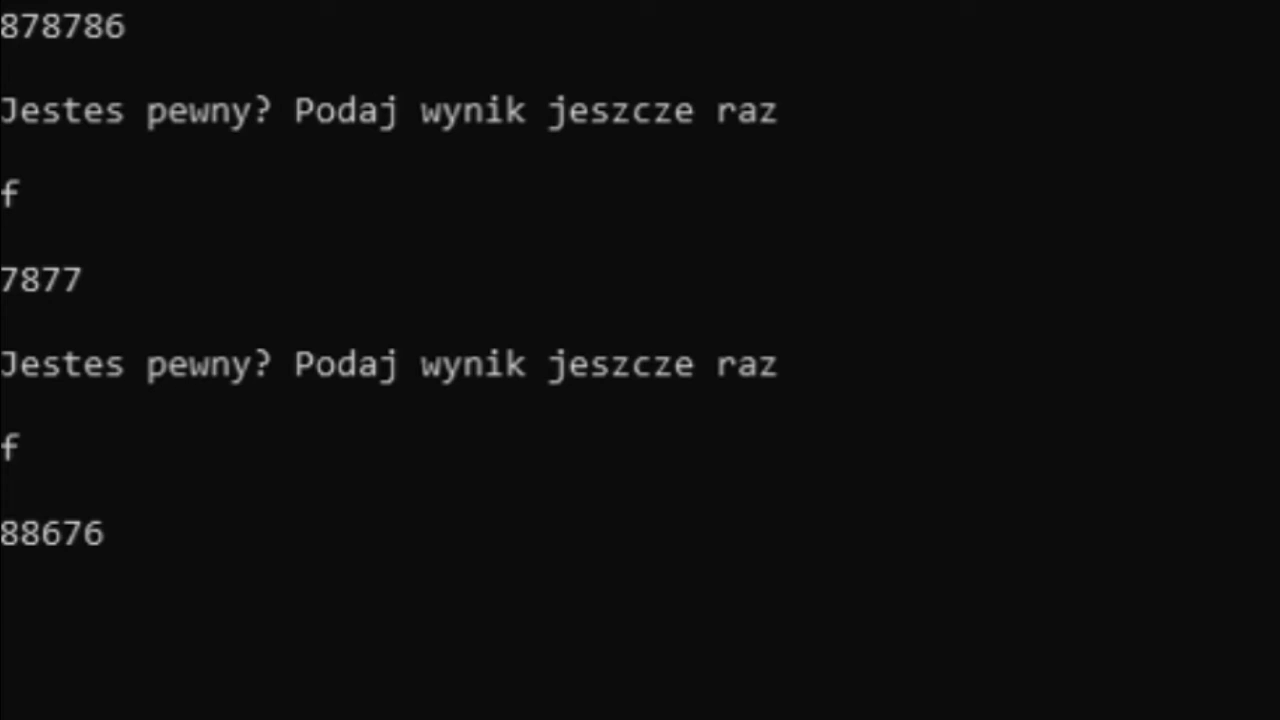 878786
Jestes pewny? Podaj wynik jeszcze raz
f
7877
Jestes pewny? Podaj wynik jeszcze raz
f
88676